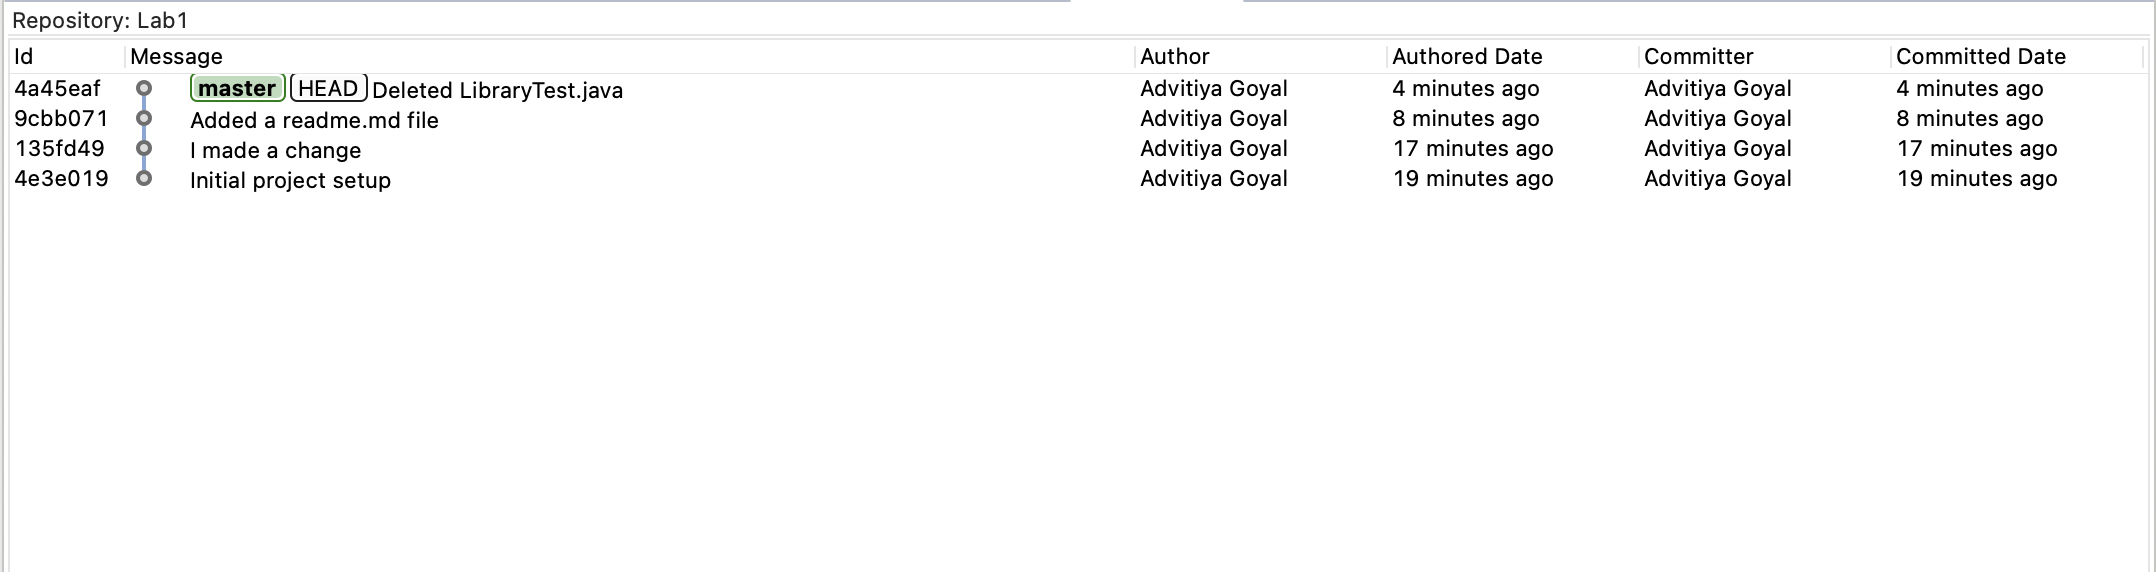 Repository: Lab1
Id Message Author Authored Date Committer Committed Date
4a45eaf master HEAD Deleted LibraryTest.java Advitiya Goyal 4 minutes ago Advitiya Goyal 4 minutes ago
9cbb071 Added a readme.md file Advitiya Goyal 8 minutes ago Advitiya Goyal 8 minutes ago
135fd49 I made a change Advitiya Goyal 17 minutes ago Advitiya Goyal 17 minutes ago
4e3e019 Initial project setup Advitiya Goyal 19 minutes ago Advitiya Goyal 19 minutes ago